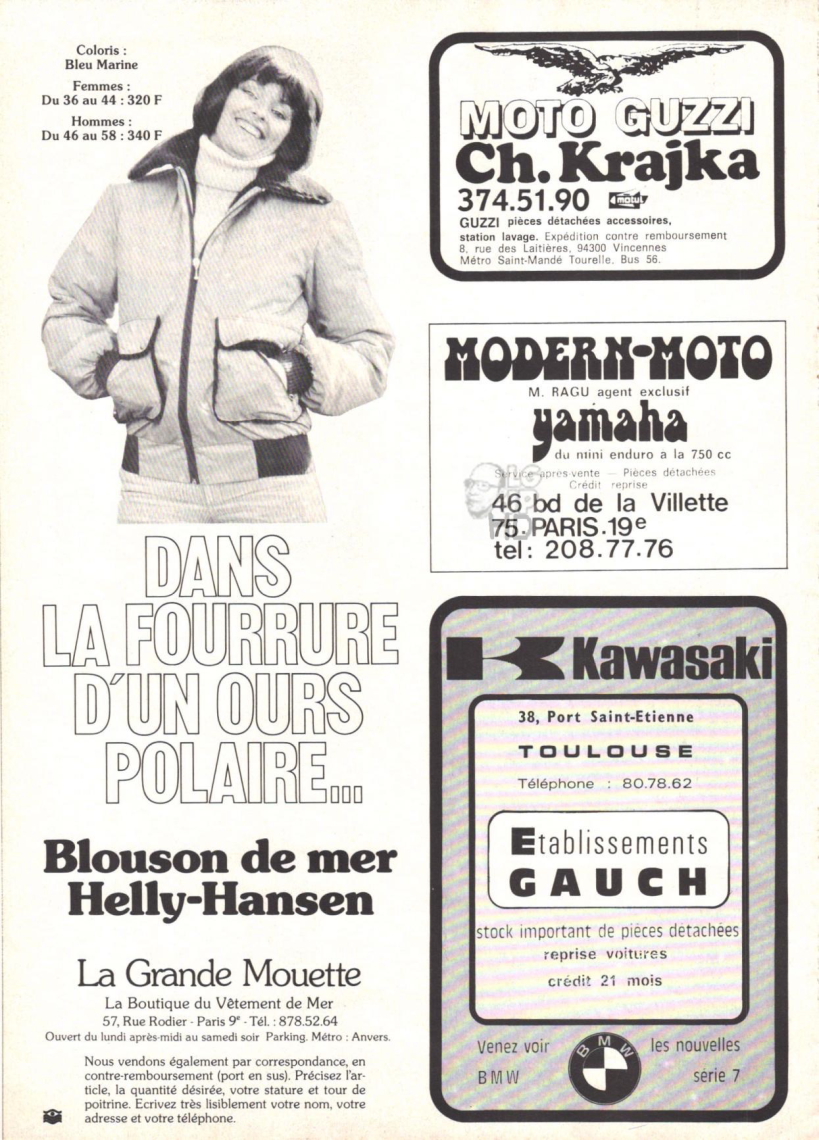 Coloris :
Bleu Marine
Femmes :
Du 36 au 44 : 320 F
Hommes :
Du 46 au 58 : 340 F
DANS
LA FOURRURE
D'UN OURS
POLAIRE...
Blouson de mer
Helly-Hansen
La Grande Mouette
La Boutique du Vêtement de Mer
57, Rue Rodier - Paris 9e - Tél. : 878.52.64
Ouvert du lundi après-midi au samedi soir Parking. Métro : Anvers.
Nous vendons également par correspondance, en
contre-remboursement (port en sus). Précisez l'ar-
ticle, la quantité désirée, votre stature et tour de
poitrine. Ecrivez très lisiblement votre nom, votre
adresse et votre téléphone.
MOTO GUZZI
Ch. Krajka
374.51.90 motul
GUZZI pièces détachées accessoires,
station lavage. Expédition contre remboursement
8, rue des Laitières, 94300 Vincennes
Métro Saint-Mandé Tourelle. Bus 56.
MODERN-MOTO
M. RAGU agent exclusif
yamaha
du mini enduro a la 750 cc
Service après-vente — Pièces détachées
Crédit reprise
46 bd de la Villette
75.PARIS.19e
tel: 208.77.76
Kawasaki
38, Port Saint-Etienne
TOULOUSE
Téléphone : 80.78.62
Etablissements
GAUCH
stock important de pièces détachées
reprise voitures
crédit 21 mois
Venez voir BMW les nouvelles
BMW série 7